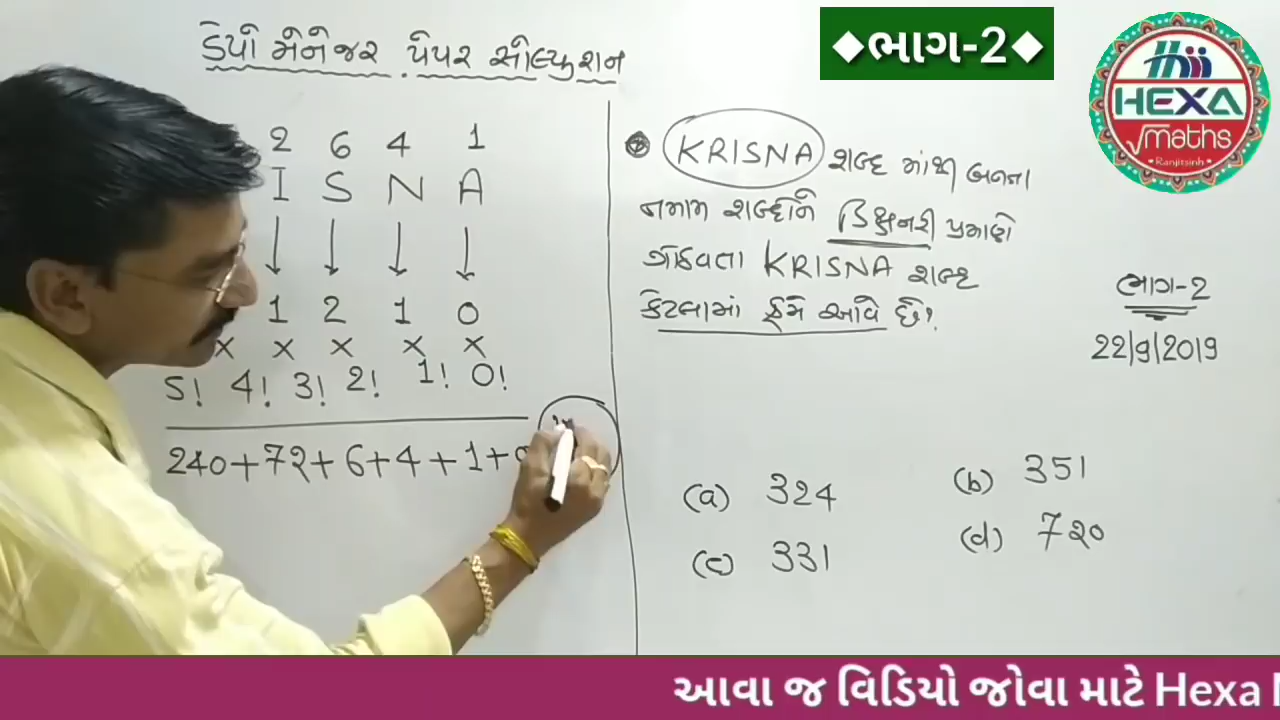 ડેપો મેનેજર પેપર સોલ્યુશન
◆ભાગ-2◆
HEXA
√maths
Ranjitsinh
2 6 4 1
I S N A
1 2 1 0
× × × × ×
5! 4! 3! 2! 1! 0!
240+72+6+4+1+0
KRISNA શબ્દ માંથી બનતા
તમામ શબ્દોને ડિક્ષનરી પ્રમાણે
ગોઠવતા KRISNA શબ્દ
કેટલામાં ક્રમે આવે છે?
ભાગ-2
22/9/2019
(a) 324 (b) 351
(c) 331 (d) 720
આવા જ વિડિયો જોવા માટે Hexa